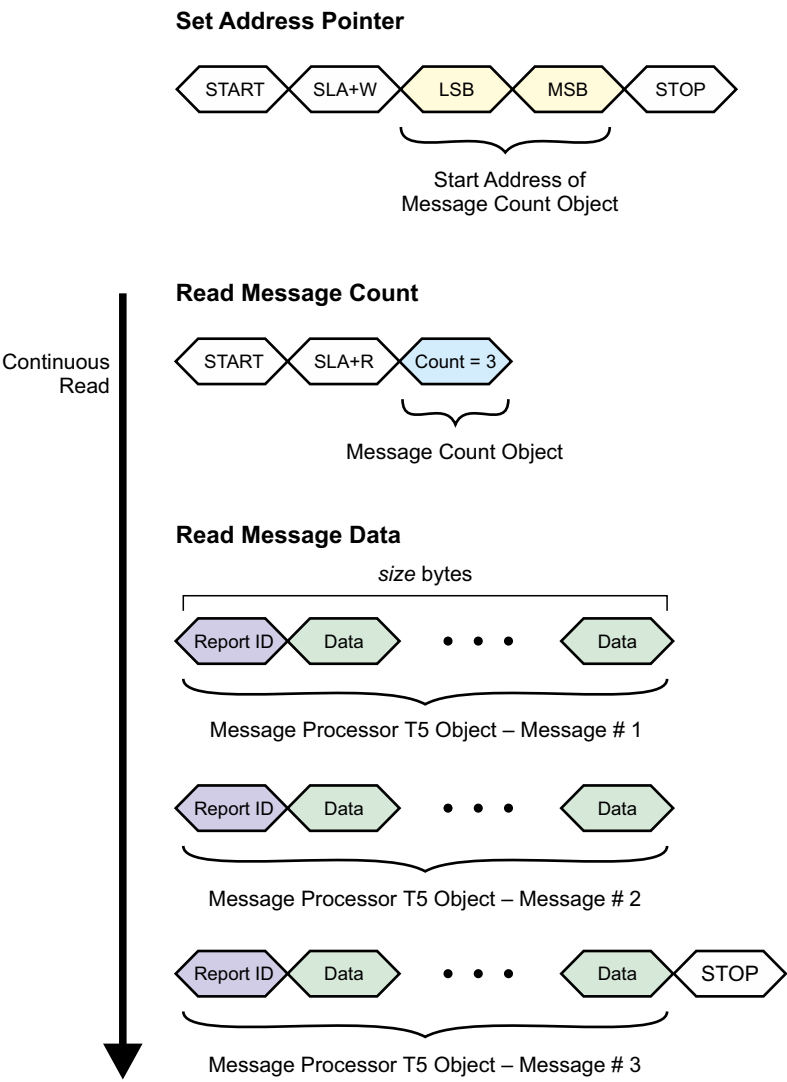 Set Address Pointer
START SLA+W LSB MSB STOP
Start Address of
Message Count Object
Read Message Count
Continuous
Read
START SLA+R Count = 3
Message Count Object
Read Message Data
size bytes
Report ID Data • • • Data
Message Processor T5 Object – Message # 1
Report ID Data • • • Data
Message Processor T5 Object – Message # 2
Report ID Data • • • Data STOP
Message Processor T5 Object – Message # 3